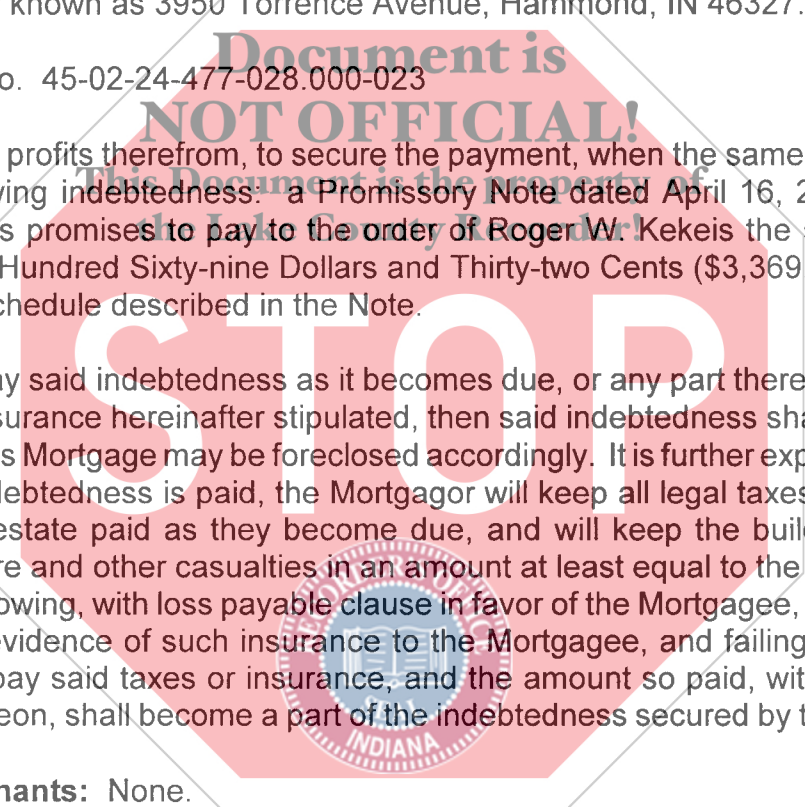 known as 3950 Torrence Avenue, Hammond, IN 46327.
Document is
o. 45-02-24-477-028.000-023
NOT OFFICIAL!
profits therefrom, to secure the payment, when the same
This Document is the property of
ving indebtedness: a Promissory Note dated April 16, 2
the Lake County Recorder!
s promises to pay to the order of Roger W. Kekeis the
Hundred Sixty-nine Dollars and Thirty-two Cents ($3,369
chedule described in the Note.
STOP
ay said indebtedness as it becomes due, or any part there
surance hereinafter stipulated, then said indebtedness sha
s Mortgage may be foreclosed accordingly. It is further exp
debtedness is paid, the Mortgagor will keep all legal taxes
estate paid as they become due, and will keep the buil
re and other casualties in an amount at least equal to the
owing, with loss payable clause in favor of the Mortgagee,
evidence of such insurance to the Mortgagee, and failing
pay said taxes or insurance, and the amount so paid, wit
eon, shall become a part of the indebtedness secured by t
RECORDER'S OFFICE
SEAL
INDIANA
nants: None.